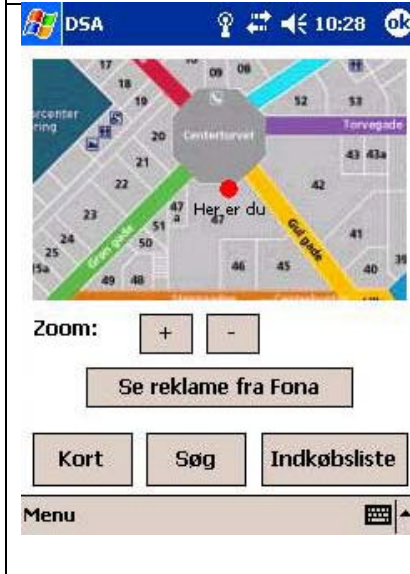 DSA 10:28 ok
17 09 08
18
19 52 53
20 Centertorvet Torvegade
21 43 43a
22 42
Her er du
23 47a 47
24 51 Gul gade 41
25 50 Grøn gade
46 45 40 39
49 48
Zoom: + -
Se reklame fra Fona
Kort Søg Indkøbsliste
Menu